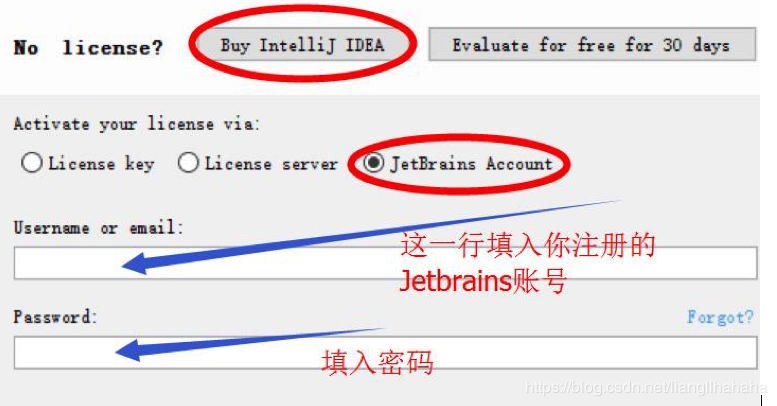 No license? Buy IntelliJ IDEA Evaluate for free for 30 days
Activate your license via:
License key License server JetBrains Account
Username or email:
这一行填入你注册的
Jetbrains账号
Password: Forgot?
填入密码
https://blog.csdn.net/liangllhahaha